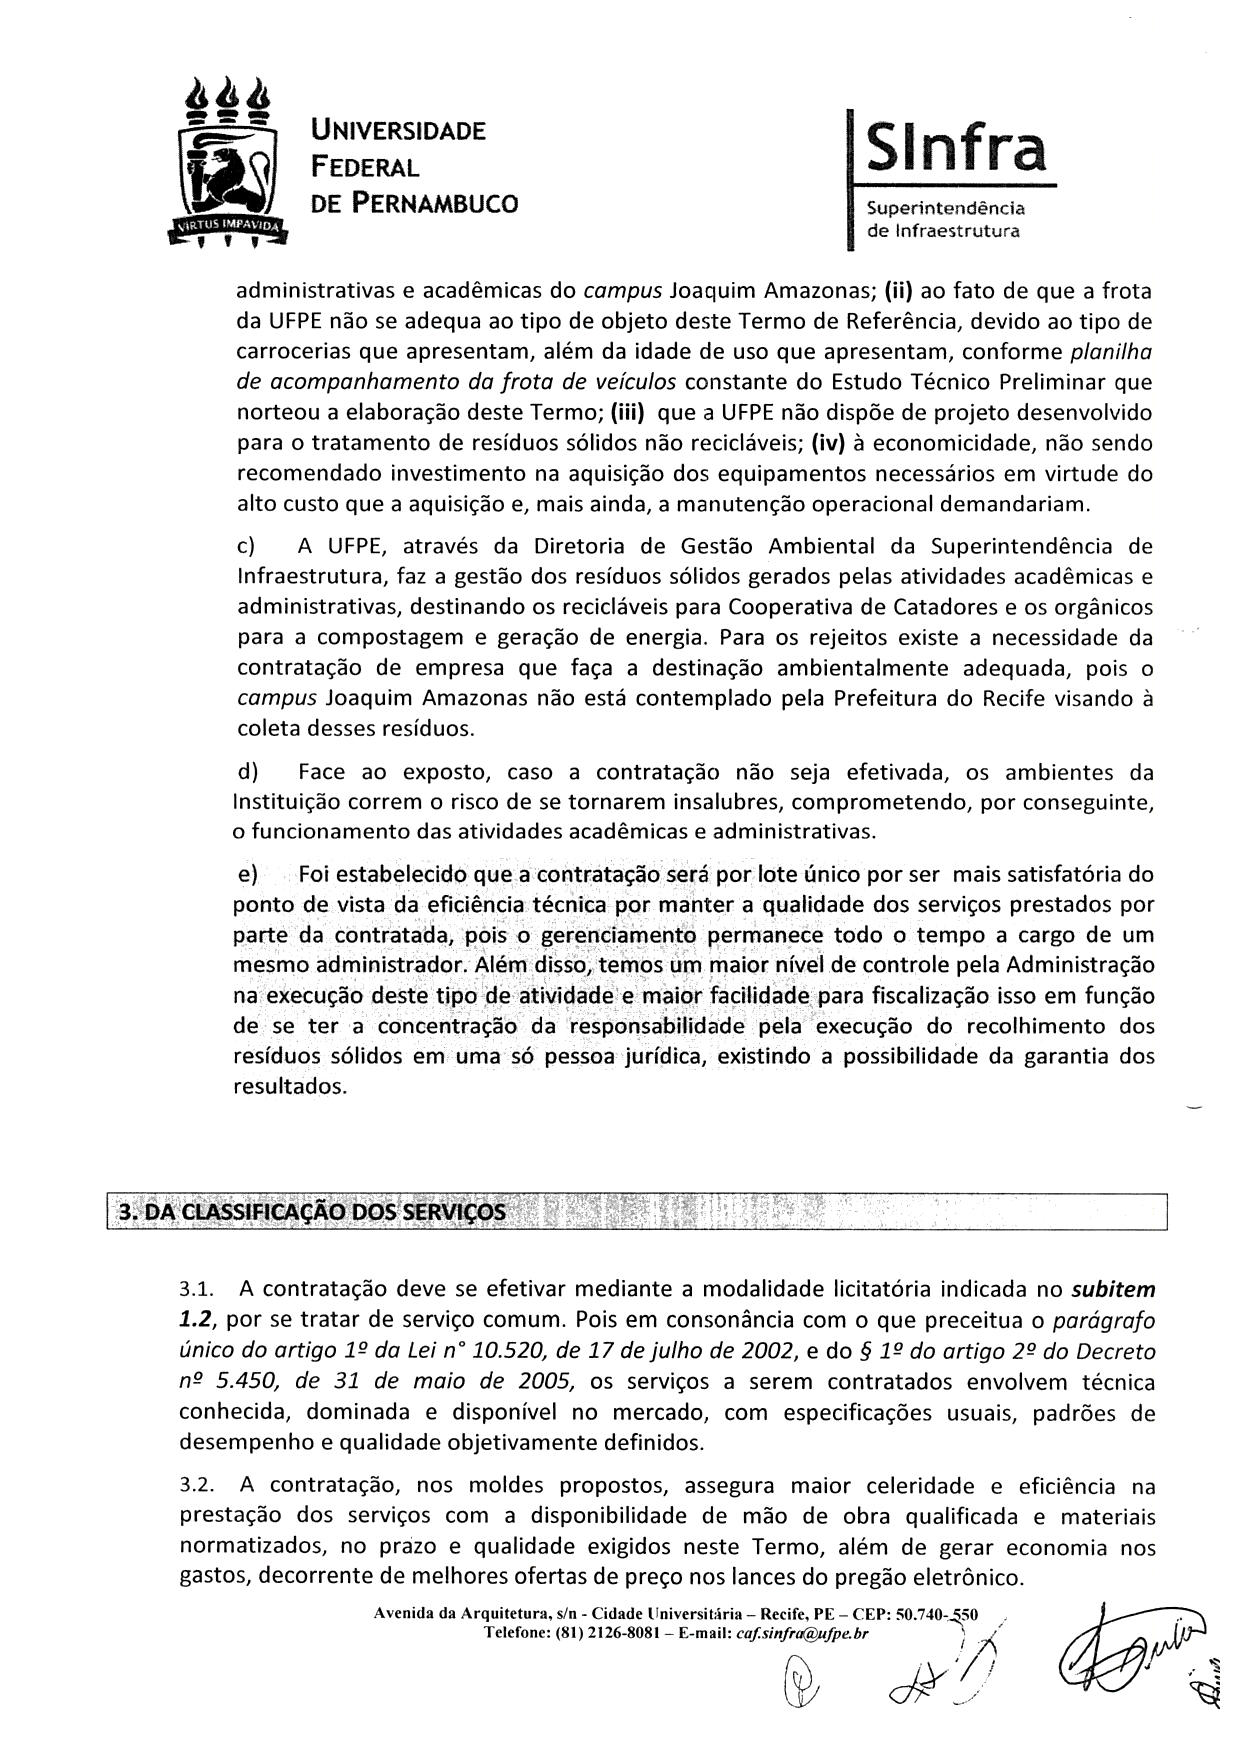 UNIVERSIDADE
FEDERAL
DE PERNAMBUCO
VIRTUS IMPAVIDA
SInfra
Superintendência
de Infraestrutura
administrativas e acadêmicas do campus Joaquim Amazonas; (ii) ao fato de que a frota
da UFPE não se adequa ao tipo de objeto deste Termo de Referência, devido ao tipo de
carrocerias que apresentam, além da idade de uso que apresentam, conforme planilha
de acompanhamento da frota de veículos constante do Estudo Técnico Preliminar que
norteou a elaboração deste Termo; (iii) que a UFPE não dispõe de projeto desenvolvido
para o tratamento de resíduos sólidos não recicláveis; (iv) à economicidade, não sendo
recomendado investimento na aquisição dos equipamentos necessários em virtude do
alto custo que a aquisição e, mais ainda, a manutenção operacional demandariam.
c) A UFPE, através da Diretoria de Gestão Ambiental da Superintendência de
Infraestrutura, faz a gestão dos resíduos sólidos gerados pelas atividades acadêmicas e
administrativas, destinando os recicláveis para Cooperativa de Catadores e os orgânicos
para a compostagem e geração de energia. Para os rejeitos existe a necessidade da
contratação de empresa que faça a destinação ambientalmente adequada, pois o
campus Joaquim Amazonas não está contemplado pela Prefeitura do Recife visando à
coleta desses resíduos.
d) Face ao exposto, caso a contratação não seja efetivada, os ambientes da
Instituição correm o risco de se tornarem insalubres, comprometendo, por conseguinte,
o funcionamento das atividades acadêmicas e administrativas.
e) Foi estabelecido que a contratação será por lote único por ser mais satisfatória do
ponto de vista da eficiência técnica por manter a qualidade dos serviços prestados por
parte da contratada, pois o gerenciamento permanece todo o tempo a cargo de um
mesmo administrador. Além disso, temos um maior nível de controle pela Administração
na execução deste tipo de atividade e maior facilidade para fiscalização isso em função
de se ter a concentração da responsabilidade pela execução do recolhimento dos
resíduos sólidos em uma só pessoa jurídica, existindo a possibilidade da garantia dos
resultados.
3. DA CLASSIFICAÇÃO DOS SERVIÇOS
3.1. A contratação deve se efetivar mediante a modalidade licitatória indicada no subitem
1.2, por se tratar de serviço comum. Pois em consonância com o que preceitua o parágrafo
único do artigo 1º da Lei n° 10.520, de 17 de julho de 2002, e do § 1º do artigo 2º do Decreto
nº 5.450, de 31 de maio de 2005, os serviços a serem contratados envolvem técnica
conhecida, dominada e disponível no mercado, com especificações usuais, padrões de
desempenho e qualidade objetivamente definidos.
3.2. A contratação, nos moldes propostos, assegura maior celeridade e eficiência na
prestação dos serviços com a disponibilidade de mão de obra qualificada e materiais
normatizados, no prazo e qualidade exigidos neste Termo, além de gerar economia nos
gastos, decorrente de melhores ofertas de preço nos lances do pregão eletrônico.
Avenida da Arquitetura, s/n - Cidade Universitária – Recife, PE – CEP: 50.740-550
Telefone: (81) 2126-8081 – E-mail: caf.sinfra@ufpe.br